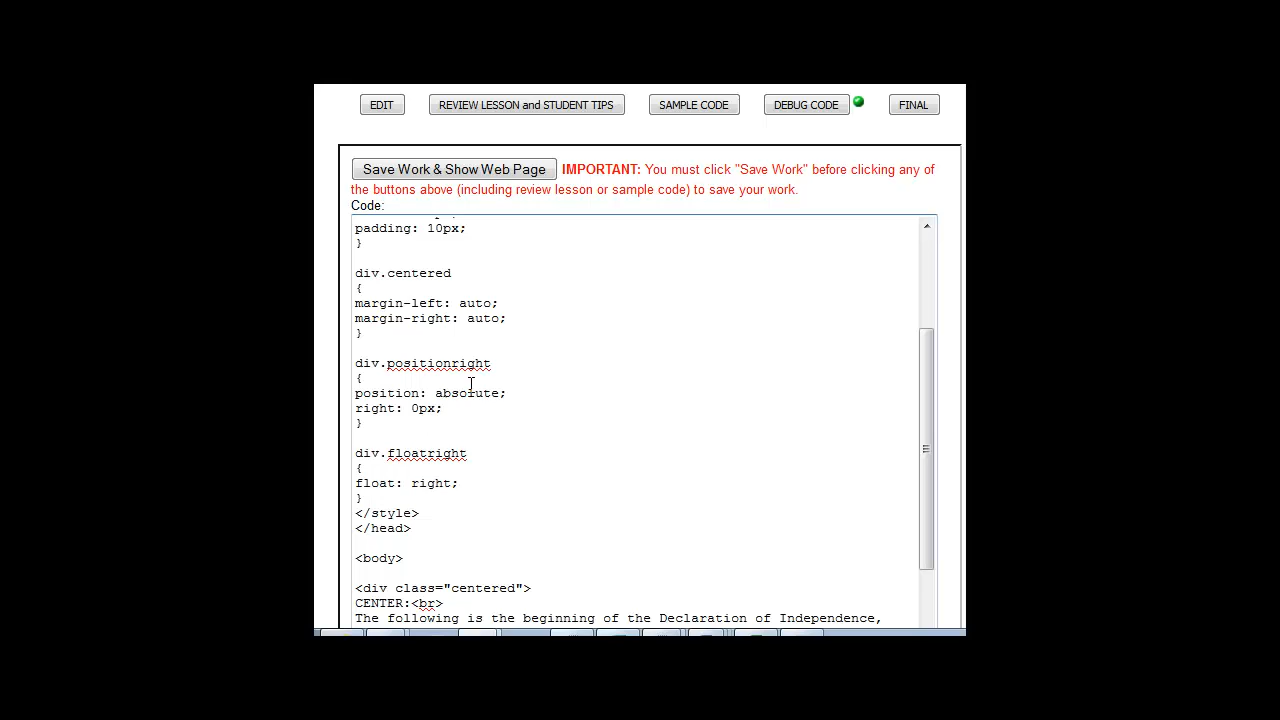 EDIT REVIEW LESSON and STUDENT TIPS SAMPLE CODE DEBUG CODE FINAL
Save Work & Show Web Page IMPORTANT: You must click "Save Work" before clicking any of
the buttons above (including review lesson or sample code) to save your work.
Code:
padding: 10px;
}
div.centered
{
margin-left: auto;
margin-right: auto;
}
div.positionright
{
position: absolute;
right: 0px;
}
div.floatright
{
float: right;
}
</style>
</head>
<body>
<div class="centered">
CENTER:<br>
The following is the beginning of the Declaration of Independence,